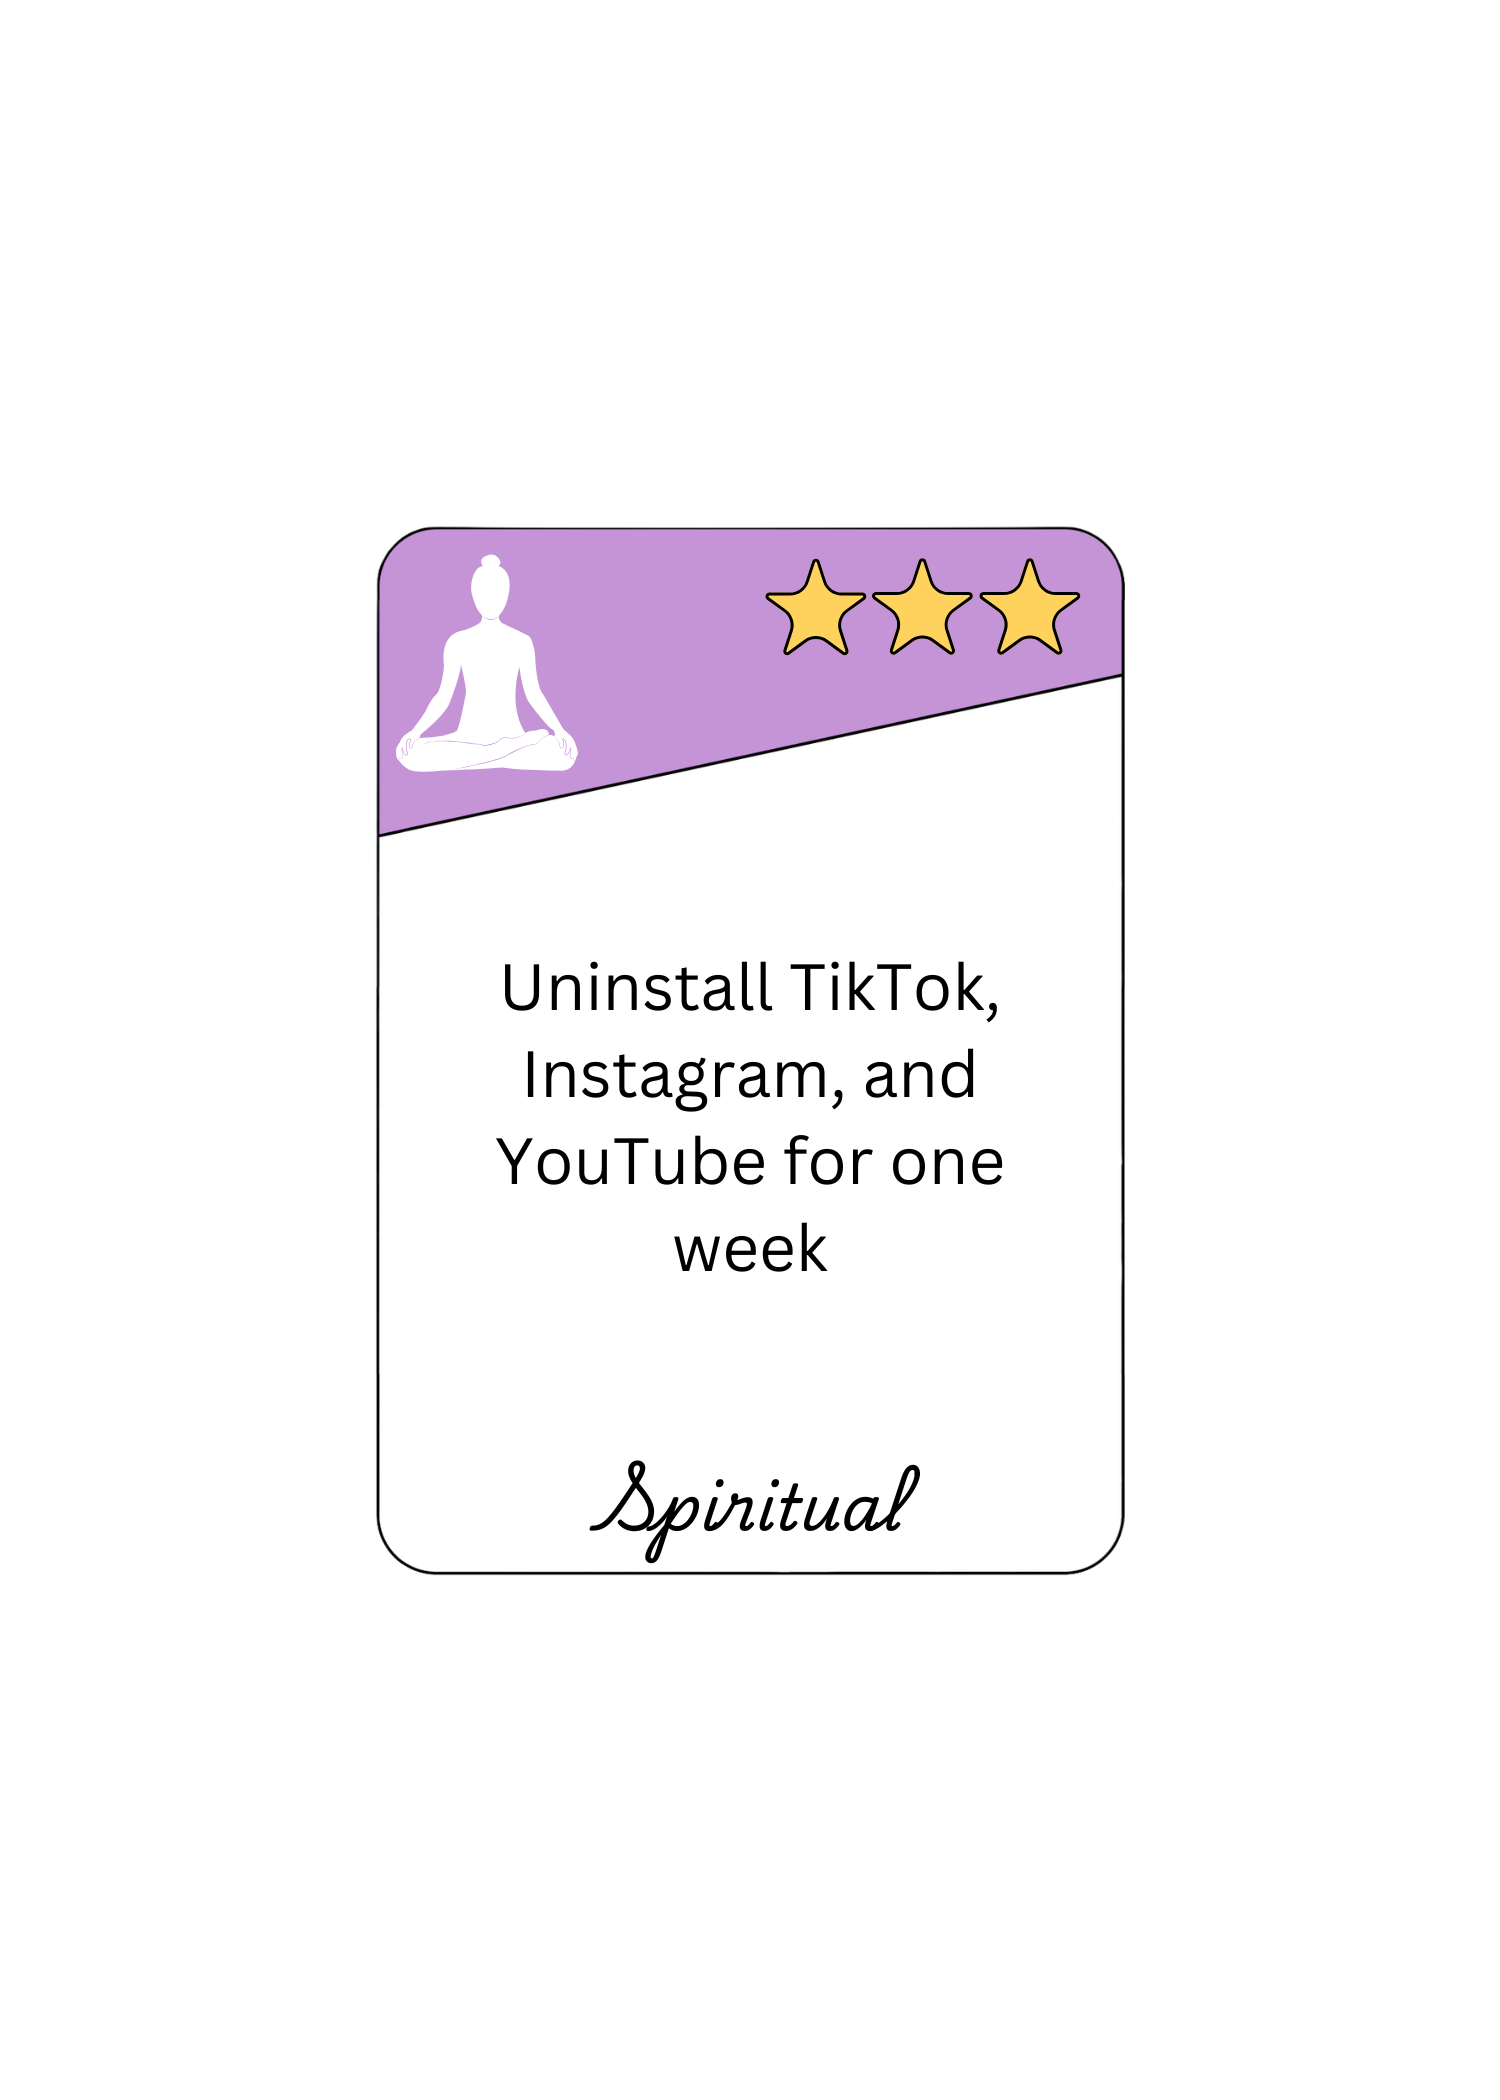 Uninstall TikTok,
Instagram, and
YouTube for one
week
Spiritual